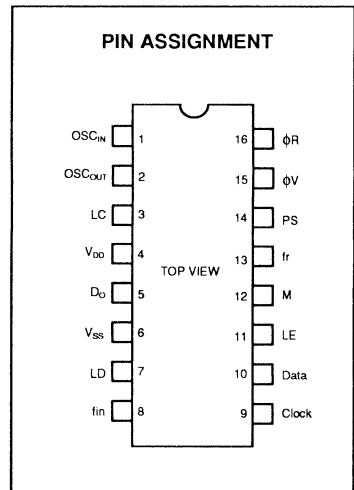 PIN ASSIGNMENT
OSCIN 1 16 ϕR
OSCOUT 2 15 ϕV
LC 3 14 PS
VDD 4 13 fr
TOP VIEW
DO 5 12 M
VSS 6 11 LE
LD 7 10 Data
fin 8 9 Clock